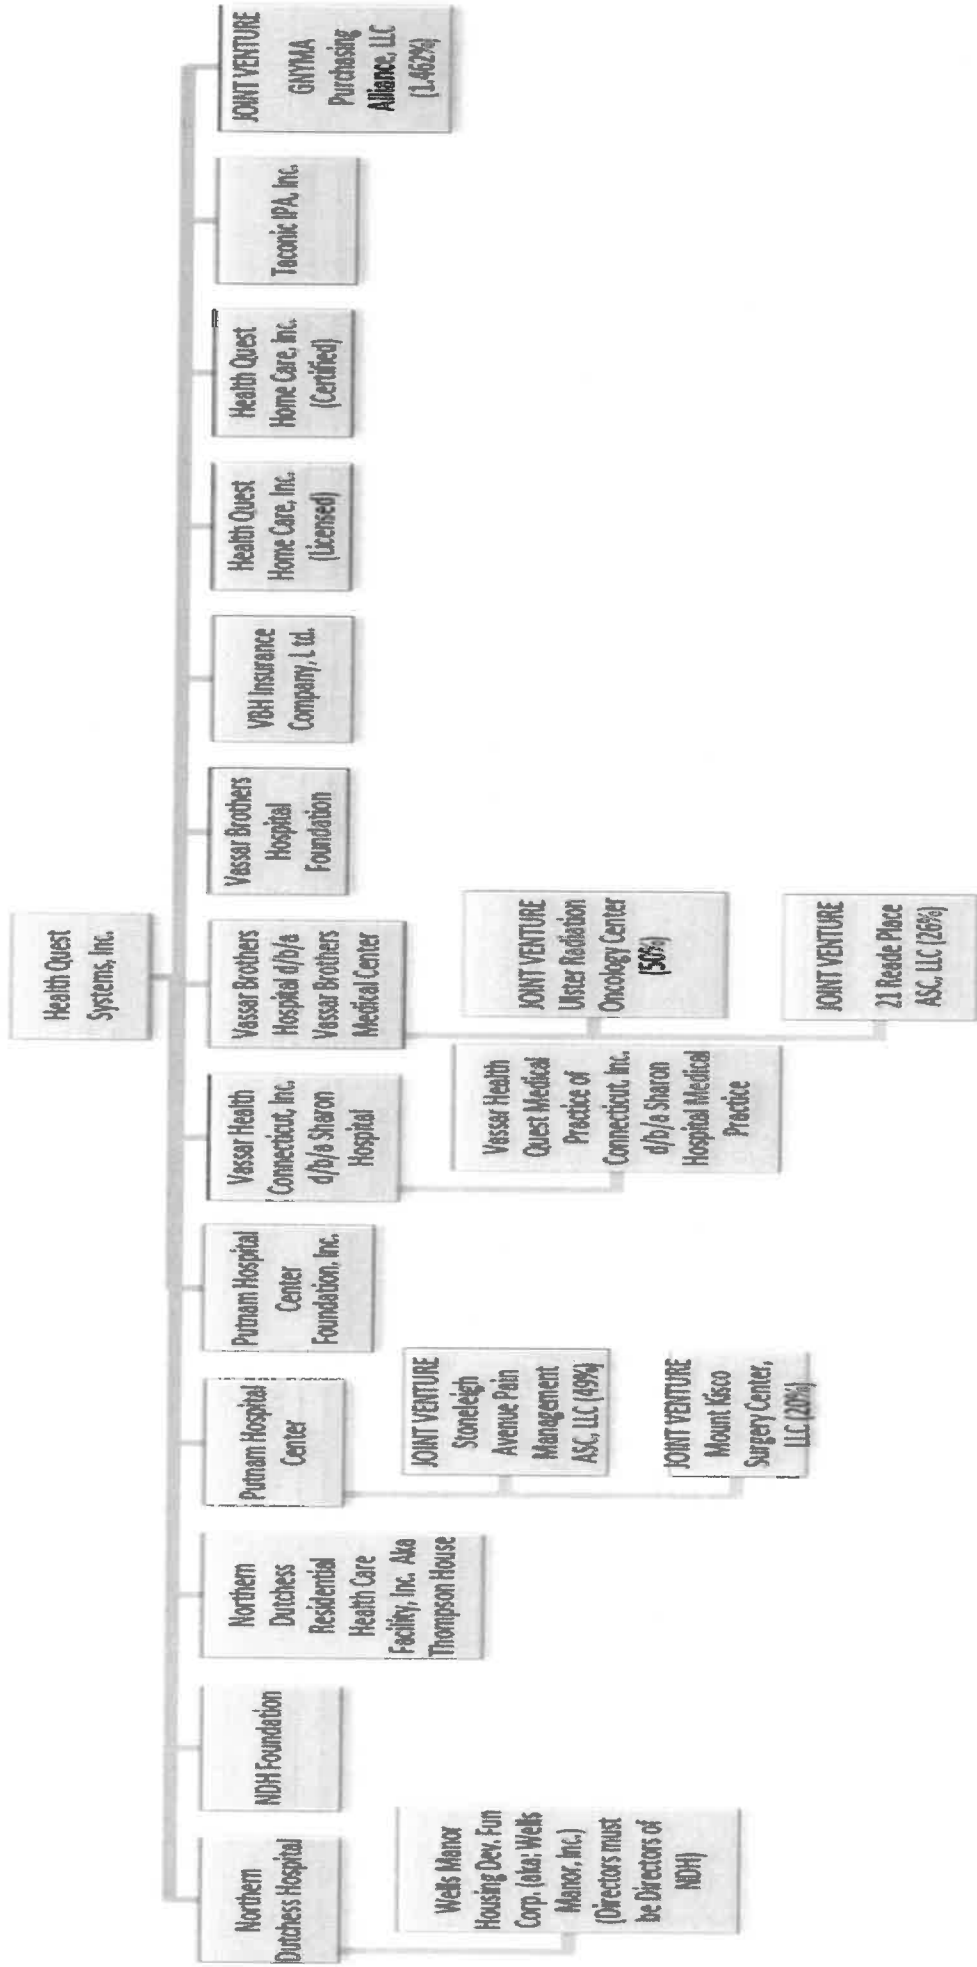 Health Quest
Systems, Inc.
Northern
Dutchess Hospital
NDH Foundation
Northern
Dutchess
Residential
Health Care
Facility, Inc. Aka
Thompson House
Putnam Hospital
Center
Putnam Hospital
Center
Foundation, Inc.
Vassar Health
Connecticut, Inc.
d/b/a Sharon
Hospital
Vassar Brothers
Hospital d/b/a
Vassar Brothers
Medical Center
Vassar Brothers
Hospital
Foundation
VBH Insurance
Company, L td.
Health Quest
Home Care, Inc.
(Licensed)
Health Quest
Home Care, Inc.
(Certified)
Taconic IPA, Inc.
JOINT VENTURE
GNYMA
Purchasing
Alliance, LLC
(1.462%)
Wells Manor
Housing Dev. Fun
Corp. (aka: Wells
Manor, Inc.)
(Directors must
be Directors of
NDH)
JOINT VENTURE
Stoneleigh
Avenue Pain
Management
ASC, LLC (49%)
JOINT VENTURE
Mount Kisco
Surgery Center,
LLC (20%)
Vassar Health
Quest Medical
Practice of
Connecticut, Inc.
d/b/a Sharon
Hospital Medical
Practice
JOINT VENTURE
Ulster Radiation
Oncology Center
(50%)
JOINT VENTURE
21 Reade Place
ASC, LLC (26%)